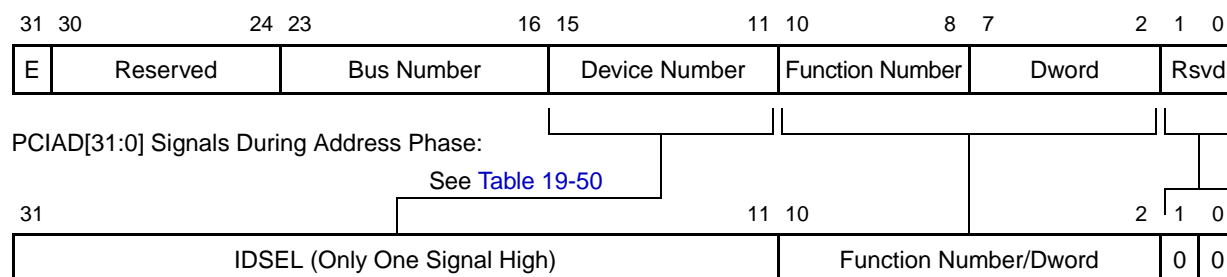 31 30 24 23 16 15 11 10 8 7 2 1 0
E Reserved Bus Number Device Number Function Number Dword Rsvd
PCIAD[31:0] Signals During Address Phase:
See Table 19-50
31 11 10 2 1 0
IDSEL (Only One Signal High) Function Number/Dword 0 0